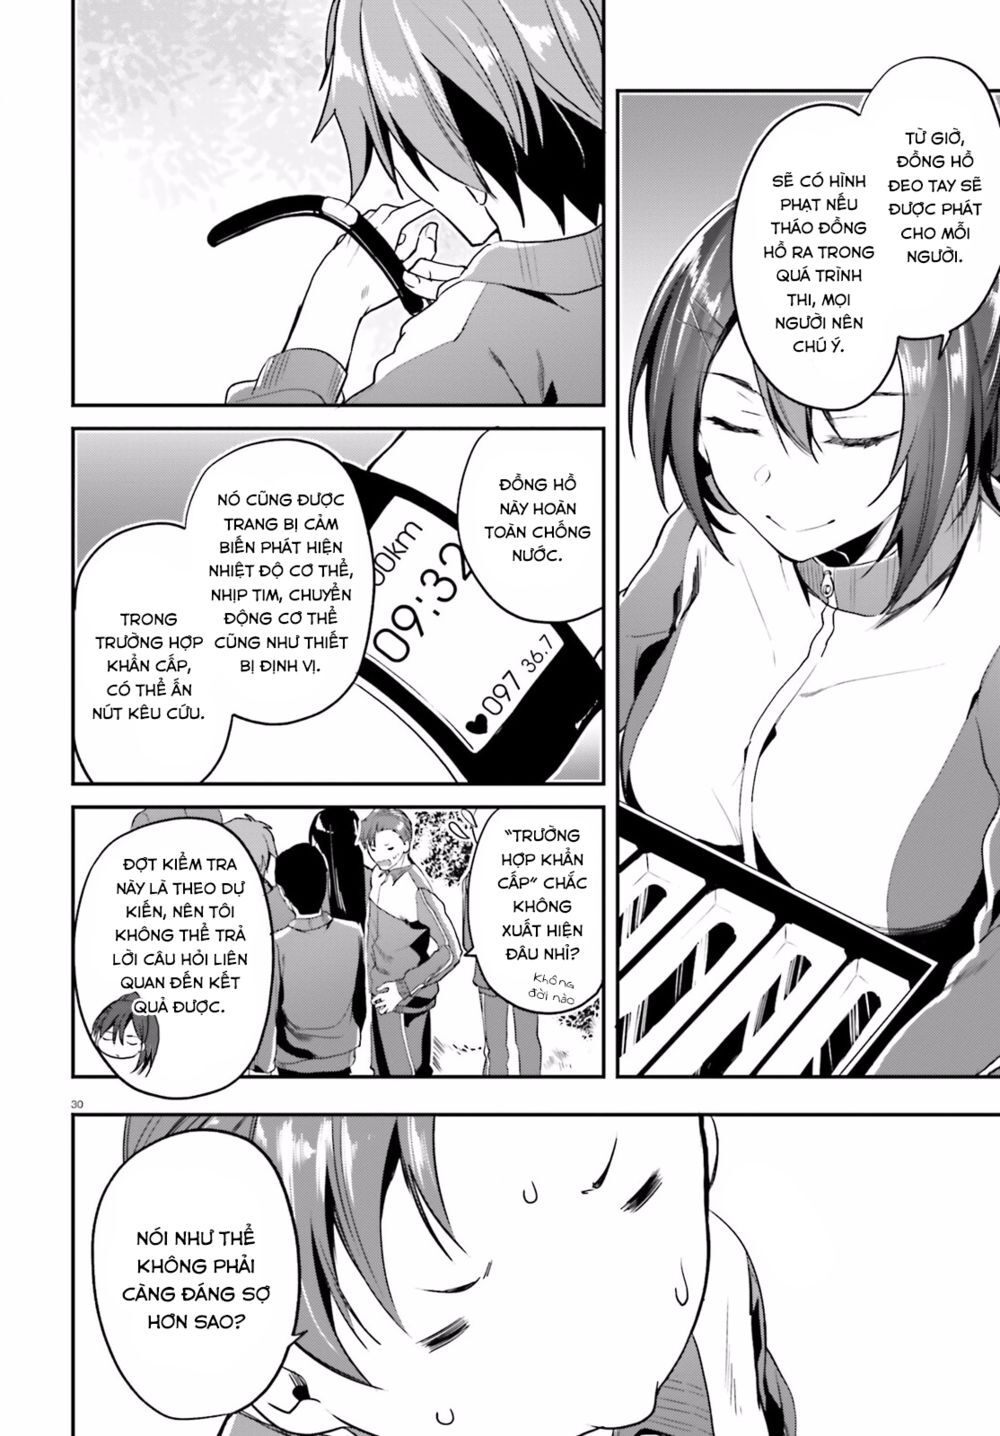 TỪ GIỜ,
ĐỒNG HỒ
ĐEO TAY SẼ
ĐƯỢC PHÁT
CHO MỖI
NGƯỜI.
SẼ CÓ HÌNH
PHẠT NẾU
THÁO ĐỒNG
HỒ RA TRONG
QUÁ TRÌNH
THI, MỌI
NGƯỜI NÊN
CHÚ Ý.
ĐỒNG HỒ
NÀY HOÀN
TOÀN CHỐNG
NƯỚC.
NÓ CŨNG ĐƯỢC
TRANG BỊ CẢM
BIẾN PHÁT HIỆN
NHIỆT ĐỘ CƠ THỂ,
NHỊP TIM, CHUYỂN
ĐỘNG CƠ THỂ
CŨNG NHƯ THIẾT
BỊ ĐỊNH VỊ.
TRONG
TRƯỜNG HỢP
KHẨN CẤP,
CÓ THỂ ẤN
NÚT KÊU CỨU.
00km
09:32
♥097 36.7
“TRƯỜNG
HỢP KHẨN
CẤP” CHẮC
KHÔNG
XUẤT HIỆN
ĐÂU NHỈ?
Không
đời nào
ĐỢT KIỂM TRA
NÀY LÀ THEO DỰ
KIẾN, NÊN TÔI
KHÔNG THỂ TRẢ
LỜI CÂU HỎI LIÊN
QUAN ĐẾN KẾT
QUẢ ĐƯỢC.
30
NÓI NHƯ THẾ
KHÔNG PHẢI
CÀNG ĐÁNG SỢ
HƠN SAO?